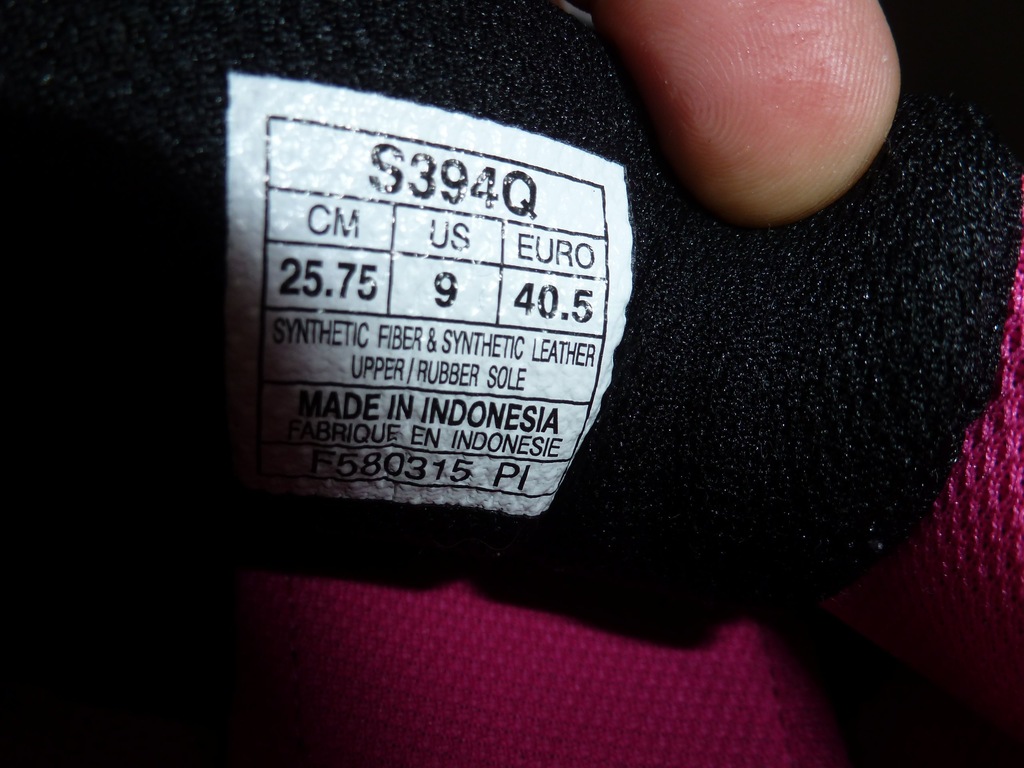 S394Q
CM US EURO
25.75 9 40.5
SYNTHETIC FIBER & SYNTHETIC LEATHER
UPPER / RUBBER SOLE
MADE IN INDONESIA
FABRIQUE EN INDONESIE
F580315 PI